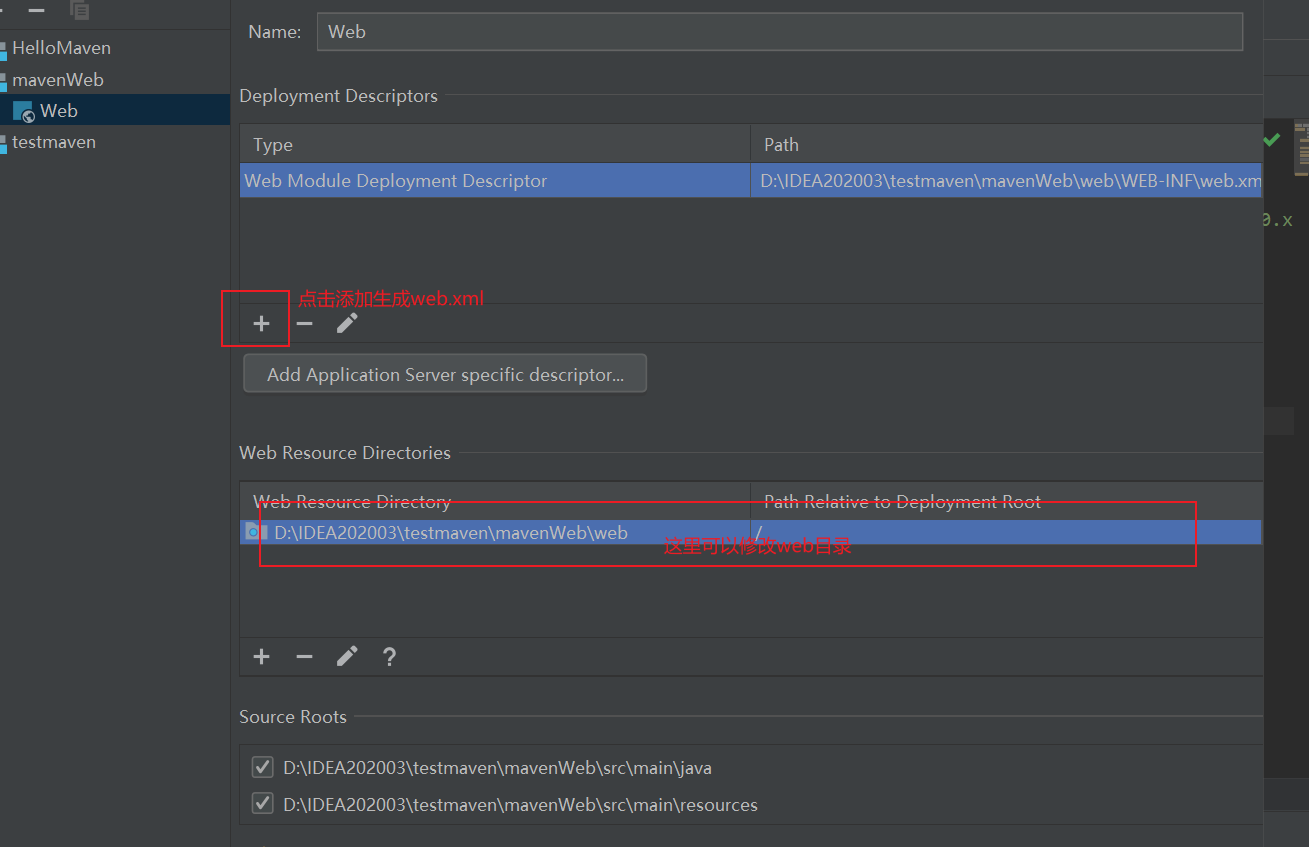 HelloMaven
mavenWeb
Web
testmaven
Name:
Web
Deployment Descriptors
Type
Path
Web Module Deployment Descriptor
D:\IDEA202003\testmaven\mavenWeb\web\WEB-INF\web.xm
0.x
点击添加生成web.xml
Add Application Server specific descriptor...
Web Resource Directories
Web Resource Directory
Path Relative to Deployment Root
D:\IDEA202003\testmaven\mavenWeb\web
/
这里可以修改web目录
Source Roots
D:\IDEA202003\testmaven\mavenWeb\src\main\java
D:\IDEA202003\testmaven\mavenWeb\src\main\resources